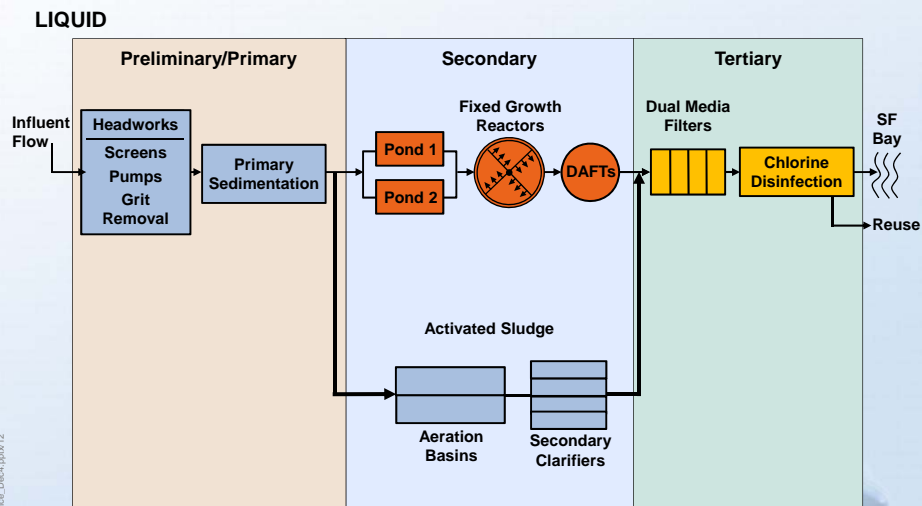 LIQUID
Preliminary/Primary
Secondary
Tertiary
Influent
Flow
Headworks
Screens
Pumps
Grit
Removal
Primary
Sedimentation
Pond 1
Pond 2
Fixed Growth
Reactors
DAFTs
Dual Media
Filters
Chlorine
Disinfection
SF
Bay
Reuse
Activated Sludge
Aeration
Basins
Secondary
Clarifiers